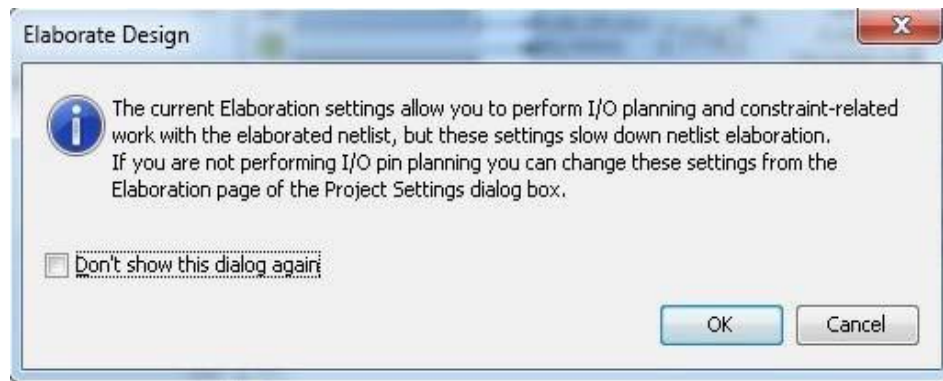 Elaborate Design
The current Elaboration settings allow you to perform I/O planning and constraint-related
work with the elaborated netlist, but these settings slow down netlist elaboration.
If you are not performing I/O pin planning you can change these settings from the
Elaboration page of the Project Settings dialog box.
Don't show this dialog again
OK Cancel